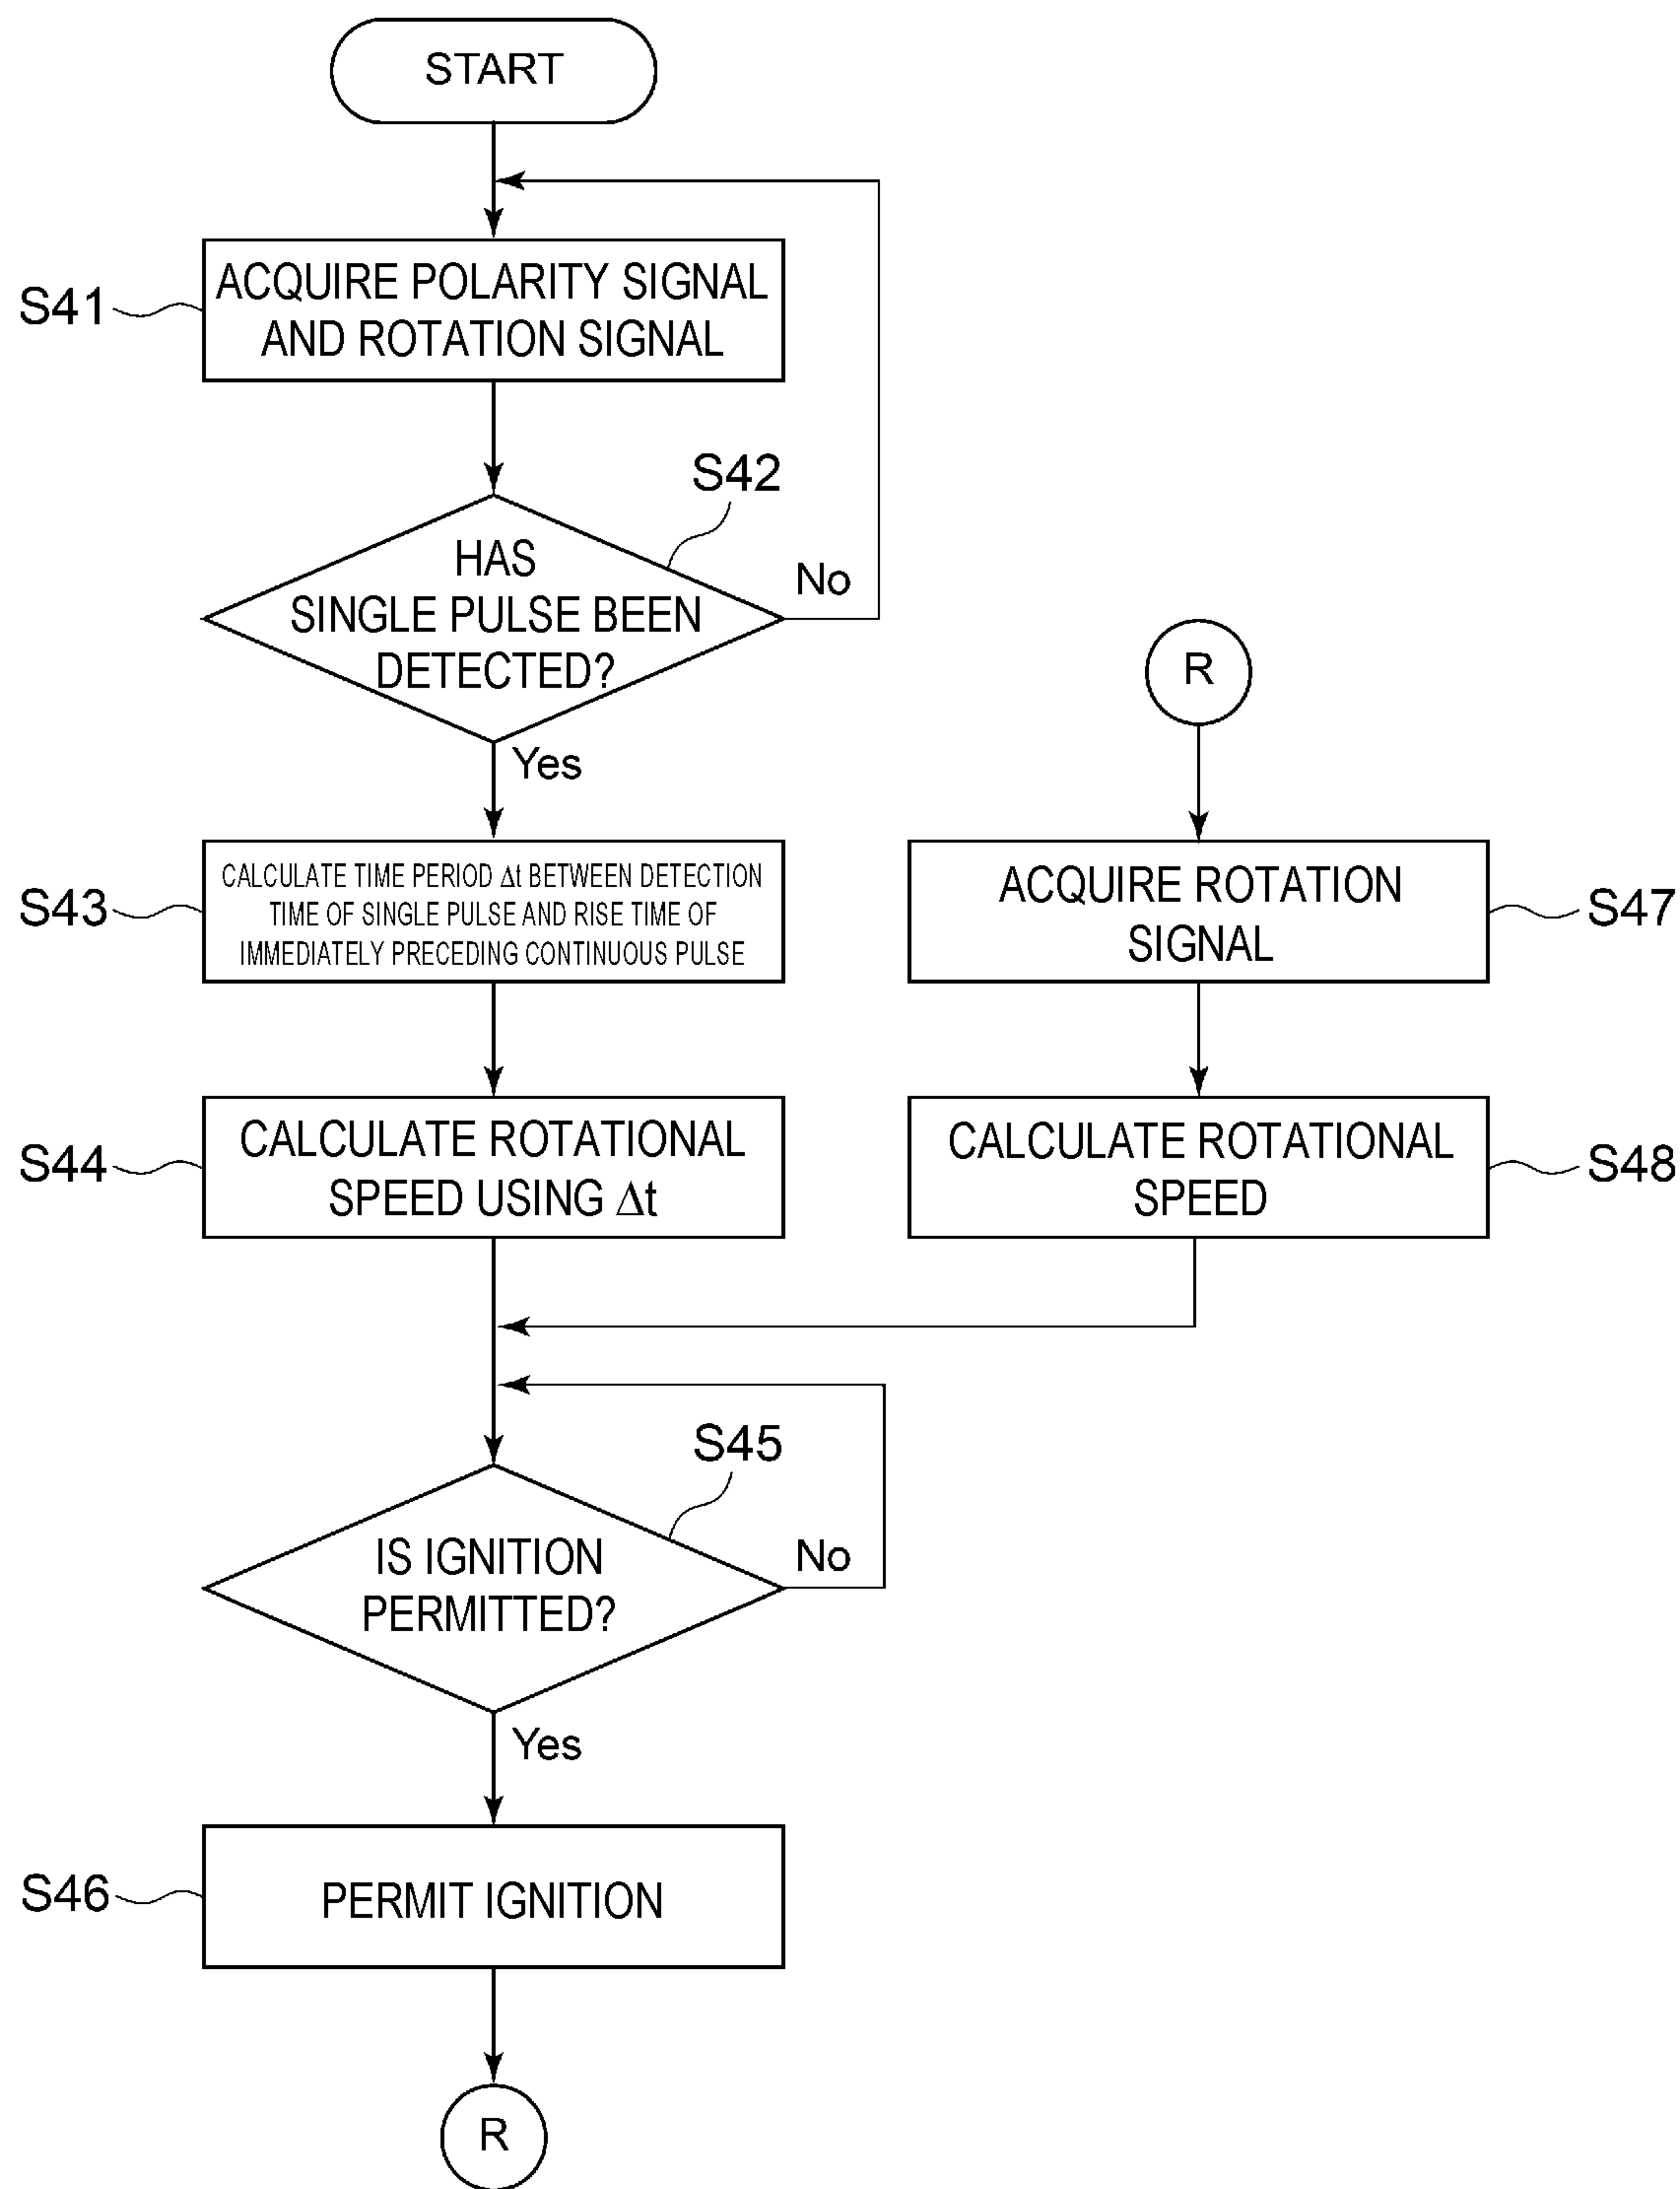 START
S41
ACQUIRE POLARITY SIGNAL
AND ROTATION SIGNAL
S42
HAS
SINGLE PULSE BEEN
DETECTED?
No
Yes
S43
CALCULATE TIME PERIOD Δt BETWEEN DETECTION
TIME OF SINGLE PULSE AND RISE TIME OF
IMMEDIATELY PRECEDING CONTINUOUS PULSE
S44
CALCULATE ROTATIONAL
SPEED USING Δt
S45
IS IGNITION
PERMITTED?
No
Yes
S46
PERMIT IGNITION
R
R
ACQUIRE ROTATION
SIGNAL
S47
CALCULATE ROTATIONAL
SPEED
S48